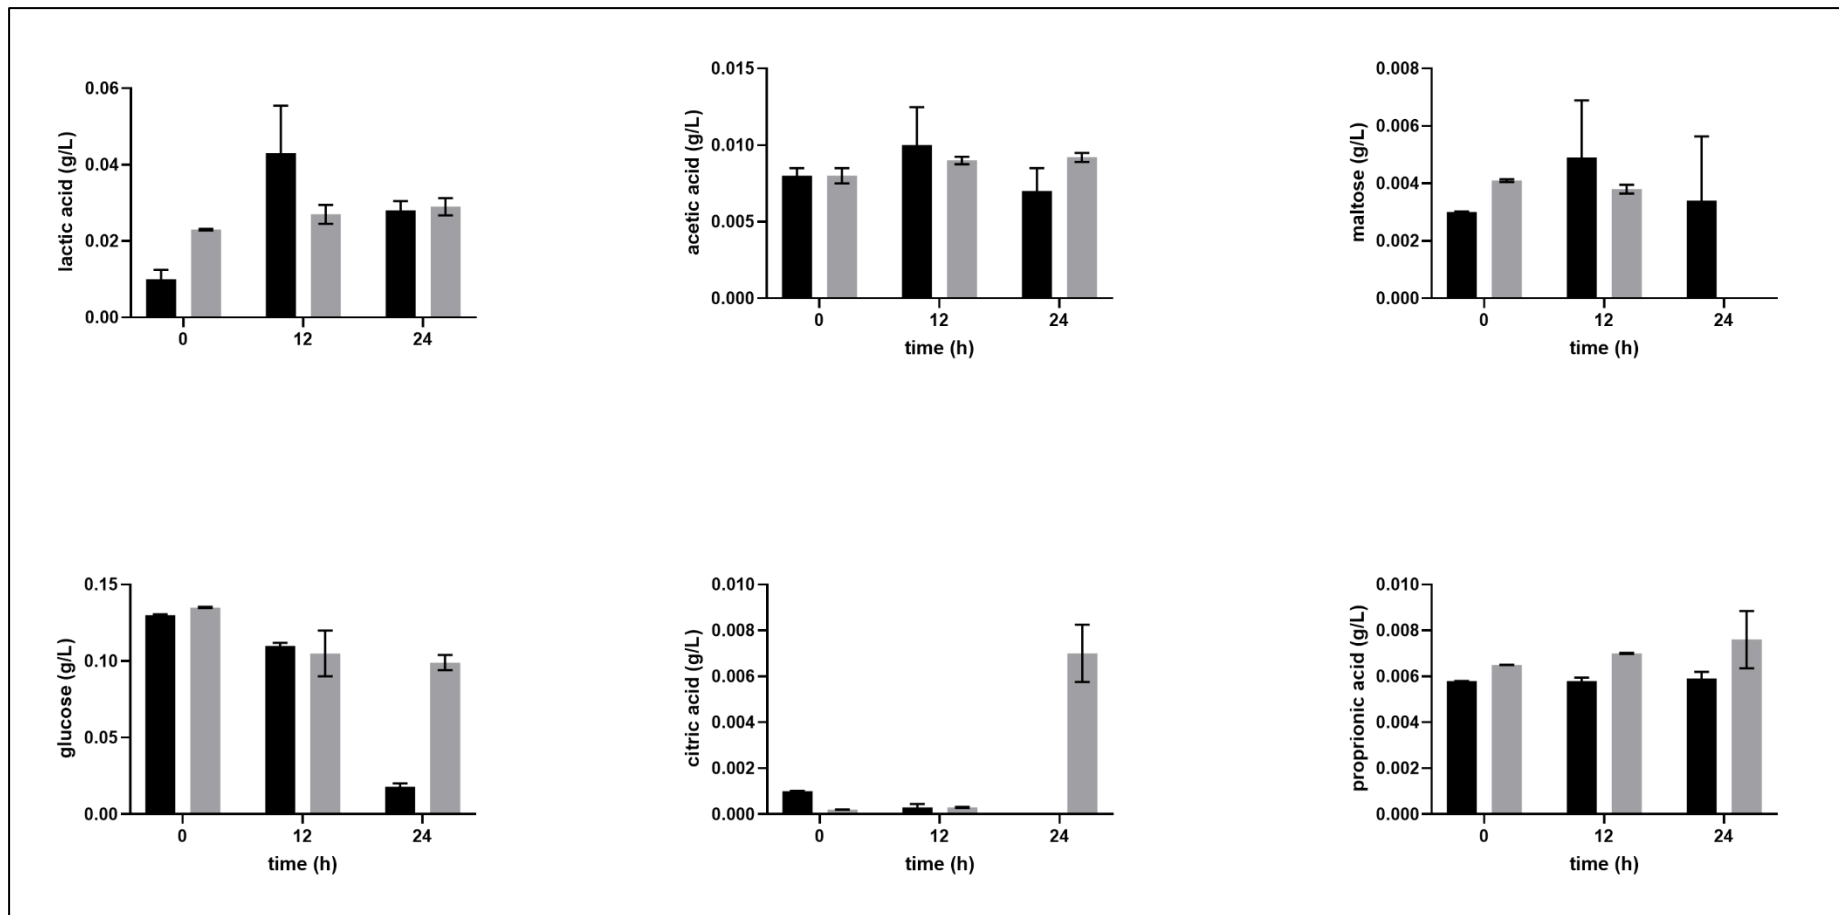 lactic acid (g/L)
0.06
0.04
0.02
0.00
0 12 24
acetic acid (g/L)
0.015
0.010
0.005
0.000
0 12 24
time (h)
maltose (g/L)
0.008
0.006
0.004
0.002
0.000
0 12 24
time (h)
glucose (g/L)
0.15
0.10
0.05
0.00
0 12 24
time (h)
citric acid (g/L)
0.010
0.008
0.006
0.004
0.002
0.000
0 12 24
time (h)
proprionic acid (g/L)
0.010
0.008
0.006
0.004
0.002
0.000
0 12 24
time (h)